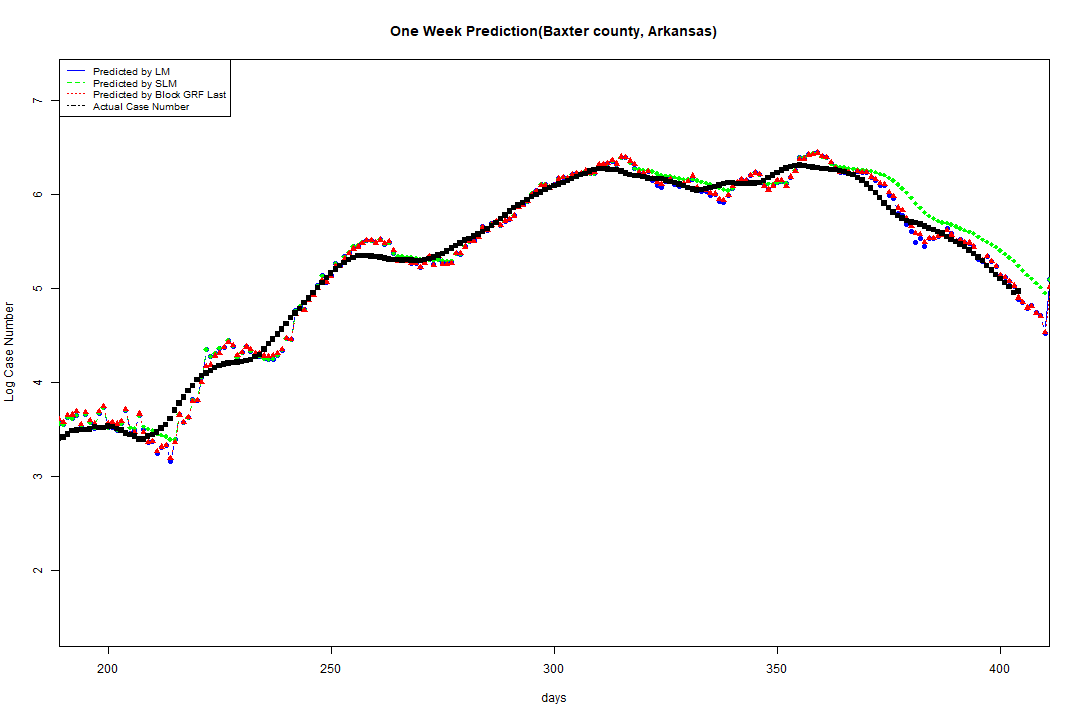 One Week Prediction(Baxter county, Arkansas)
Predicted by LM
Predicted by SLM
Predicted by Block GRF Last
Actual Case Number
Log Case Number
7
6
5
4
3
2
200 250 300 350 400
days